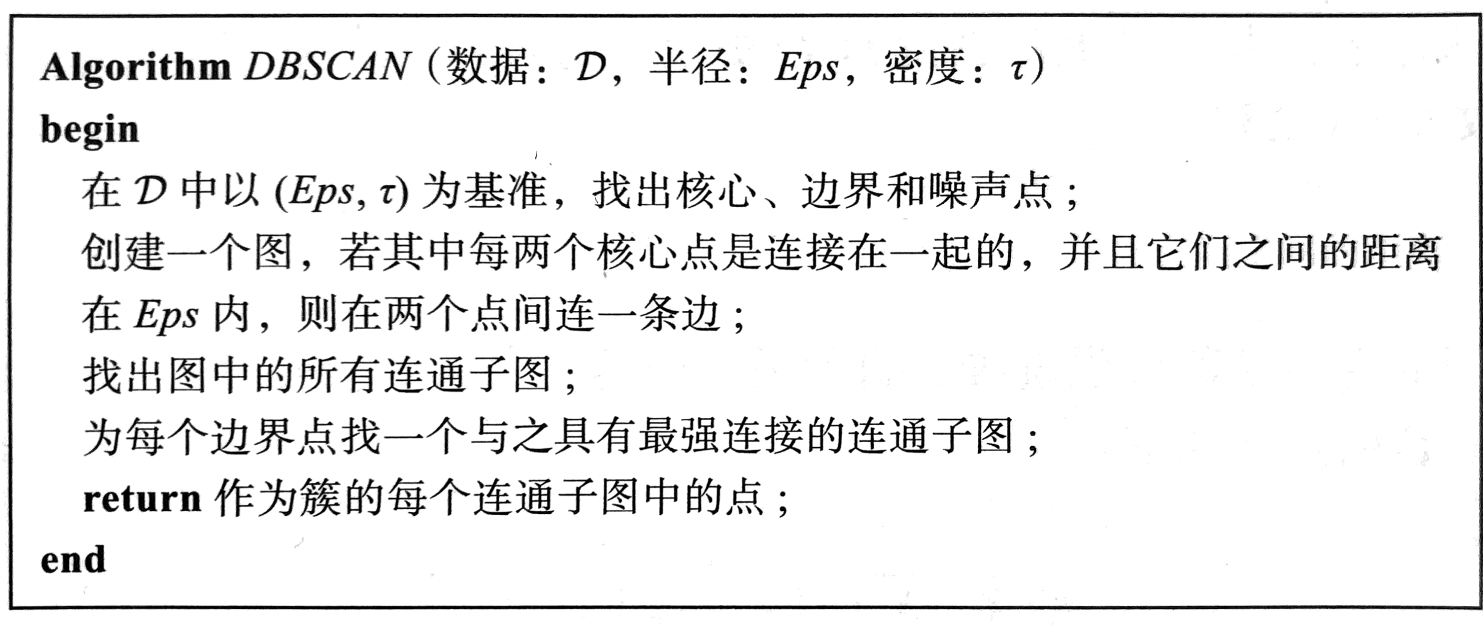 Algorithm DBSCAN（数据：D，半径：Eps，密度：τ）
begin
在 D 中以 (Eps, τ) 为基准，找出核心、边界和噪声点；
创建一个图，若其中每两个核心点是连接在一起的，并且它们之间的距离
在 Eps 内，则在两个点间连一条边；
找出图中的所有连通子图；
为每个边界点找一个与之具有最强连接的连通子图；
return 作为簇的每个连通子图中的点；
end